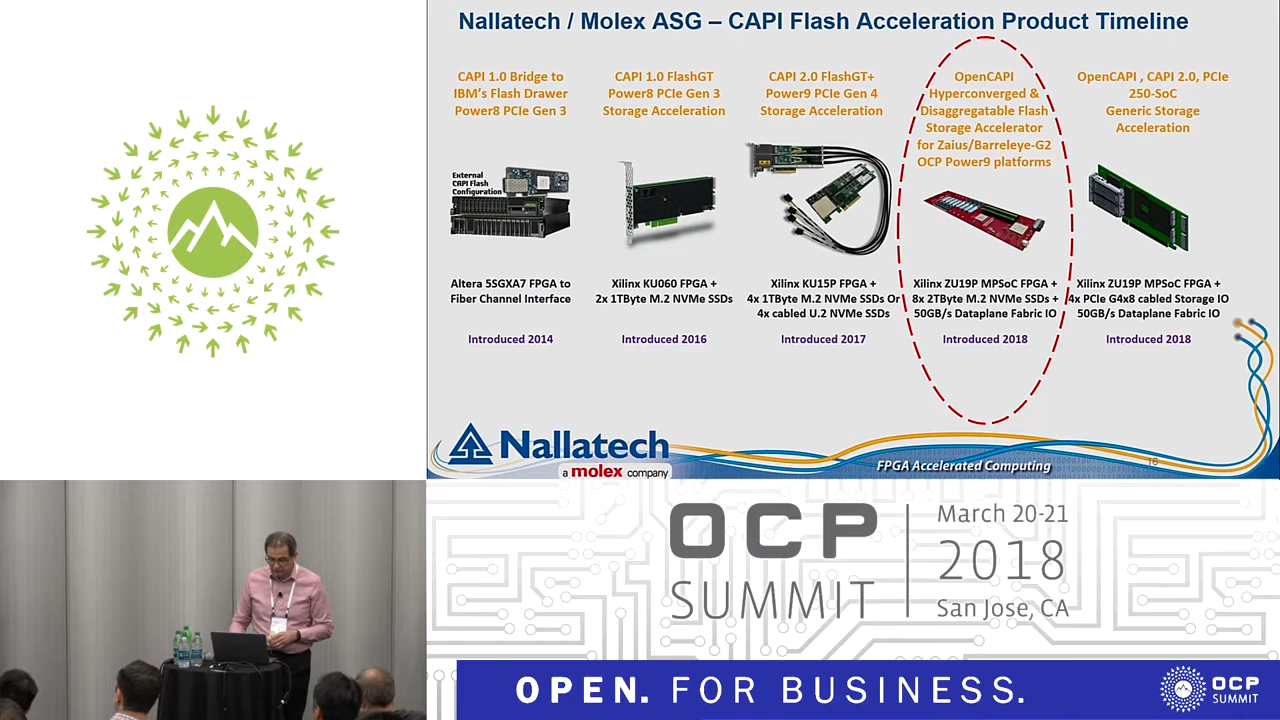 Nallatech / Molex ASG – CAPI Flash Acceleration Product Timeline
CAPI 1.0 Bridge to
IBM's Flash Drawer
Power8 PCIe Gen 3
External
CAPI Flash
Configuration
Altera 5SGXA7 FPGA to
Fiber Channel Interface
Introduced 2014
CAPI 1.0 FlashGT
Power8 PCIe Gen 3
Storage Acceleration
Xilinx KU060 FPGA +
2x 1TByte M.2 NVMe SSDs
Introduced 2016
CAPI 2.0 FlashGT+
Power9 PCIe Gen 4
Storage Acceleration
Xilinx KU15P FPGA +
4x 1TByte M.2 NVMe SSDs Or
4x cabled U.2 NVMe SSDs
Introduced 2017
OpenCAPI
Hyperconverged &
Disaggregatable Flash
Storage Accelerator
for Zaius/Barreleye-G2
OCP Power9 platforms
Xilinx ZU19P MPSoC FPGA +
8x 2TByte M.2 NVMe SSDs +
50GB/s Dataplane Fabric IO
Introduced 2018
OpenCAPI , CAPI 2.0, PCIe
250-SoC
Generic Storage
Acceleration
Xilinx ZU19P MPSoC FPGA +
4x PCIe G4x8 cabled Storage IO
50GB/s Dataplane Fabric IO
Introduced 2018
Nallatech
a molex company
FPGA Accelerated Computing
16
OCP
SUMMIT
March 20-21
2018
San Jose, CA
OPEN. FOR BUSINESS.
OCP
SUMMIT